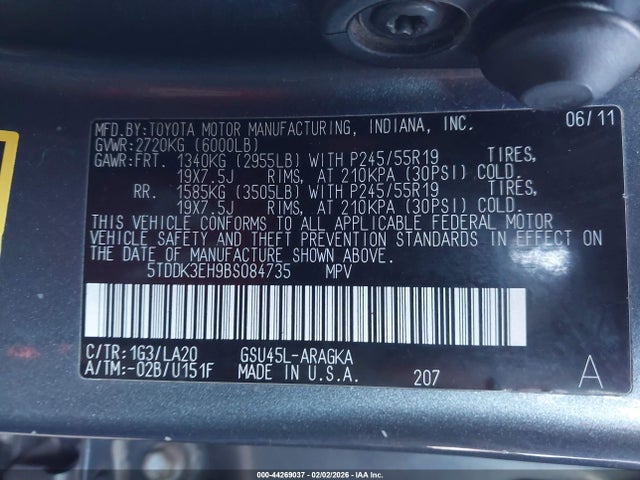 MFD.BY:TOYOTA MOTOR MANUFACTURING, INDIANA, INC. 06/11
GVWR:2720KG (6000LB)
GAWR:FRT. 1340KG (2955LB) WITH P245/55R19 TIRES,
19X7.5J RIMS, AT 210KPA (30PSI) COLD.
RR. 1585KG (3505LB) WITH P245/55R19 TIRES,
19X7.5J RIMS, AT 210KPA (30PSI) COLD.
THIS VEHICLE CONFORMS TO ALL APPLICABLE FEDERAL MOTOR
VEHICLE SAFETY AND THEFT PREVENTION STANDARDS IN EFFECT ON
THE DATE OF MANUFACTURE SHOWN ABOVE.
5TDDK3EH9BS084735 MPV
C/TR:1G3/LA20 GSU45L-ARAGKA
A/TM:-02B/U151F MADE IN U.S.A. 207 A
000-44269037 - 02/02/2026 - IAA Inc.